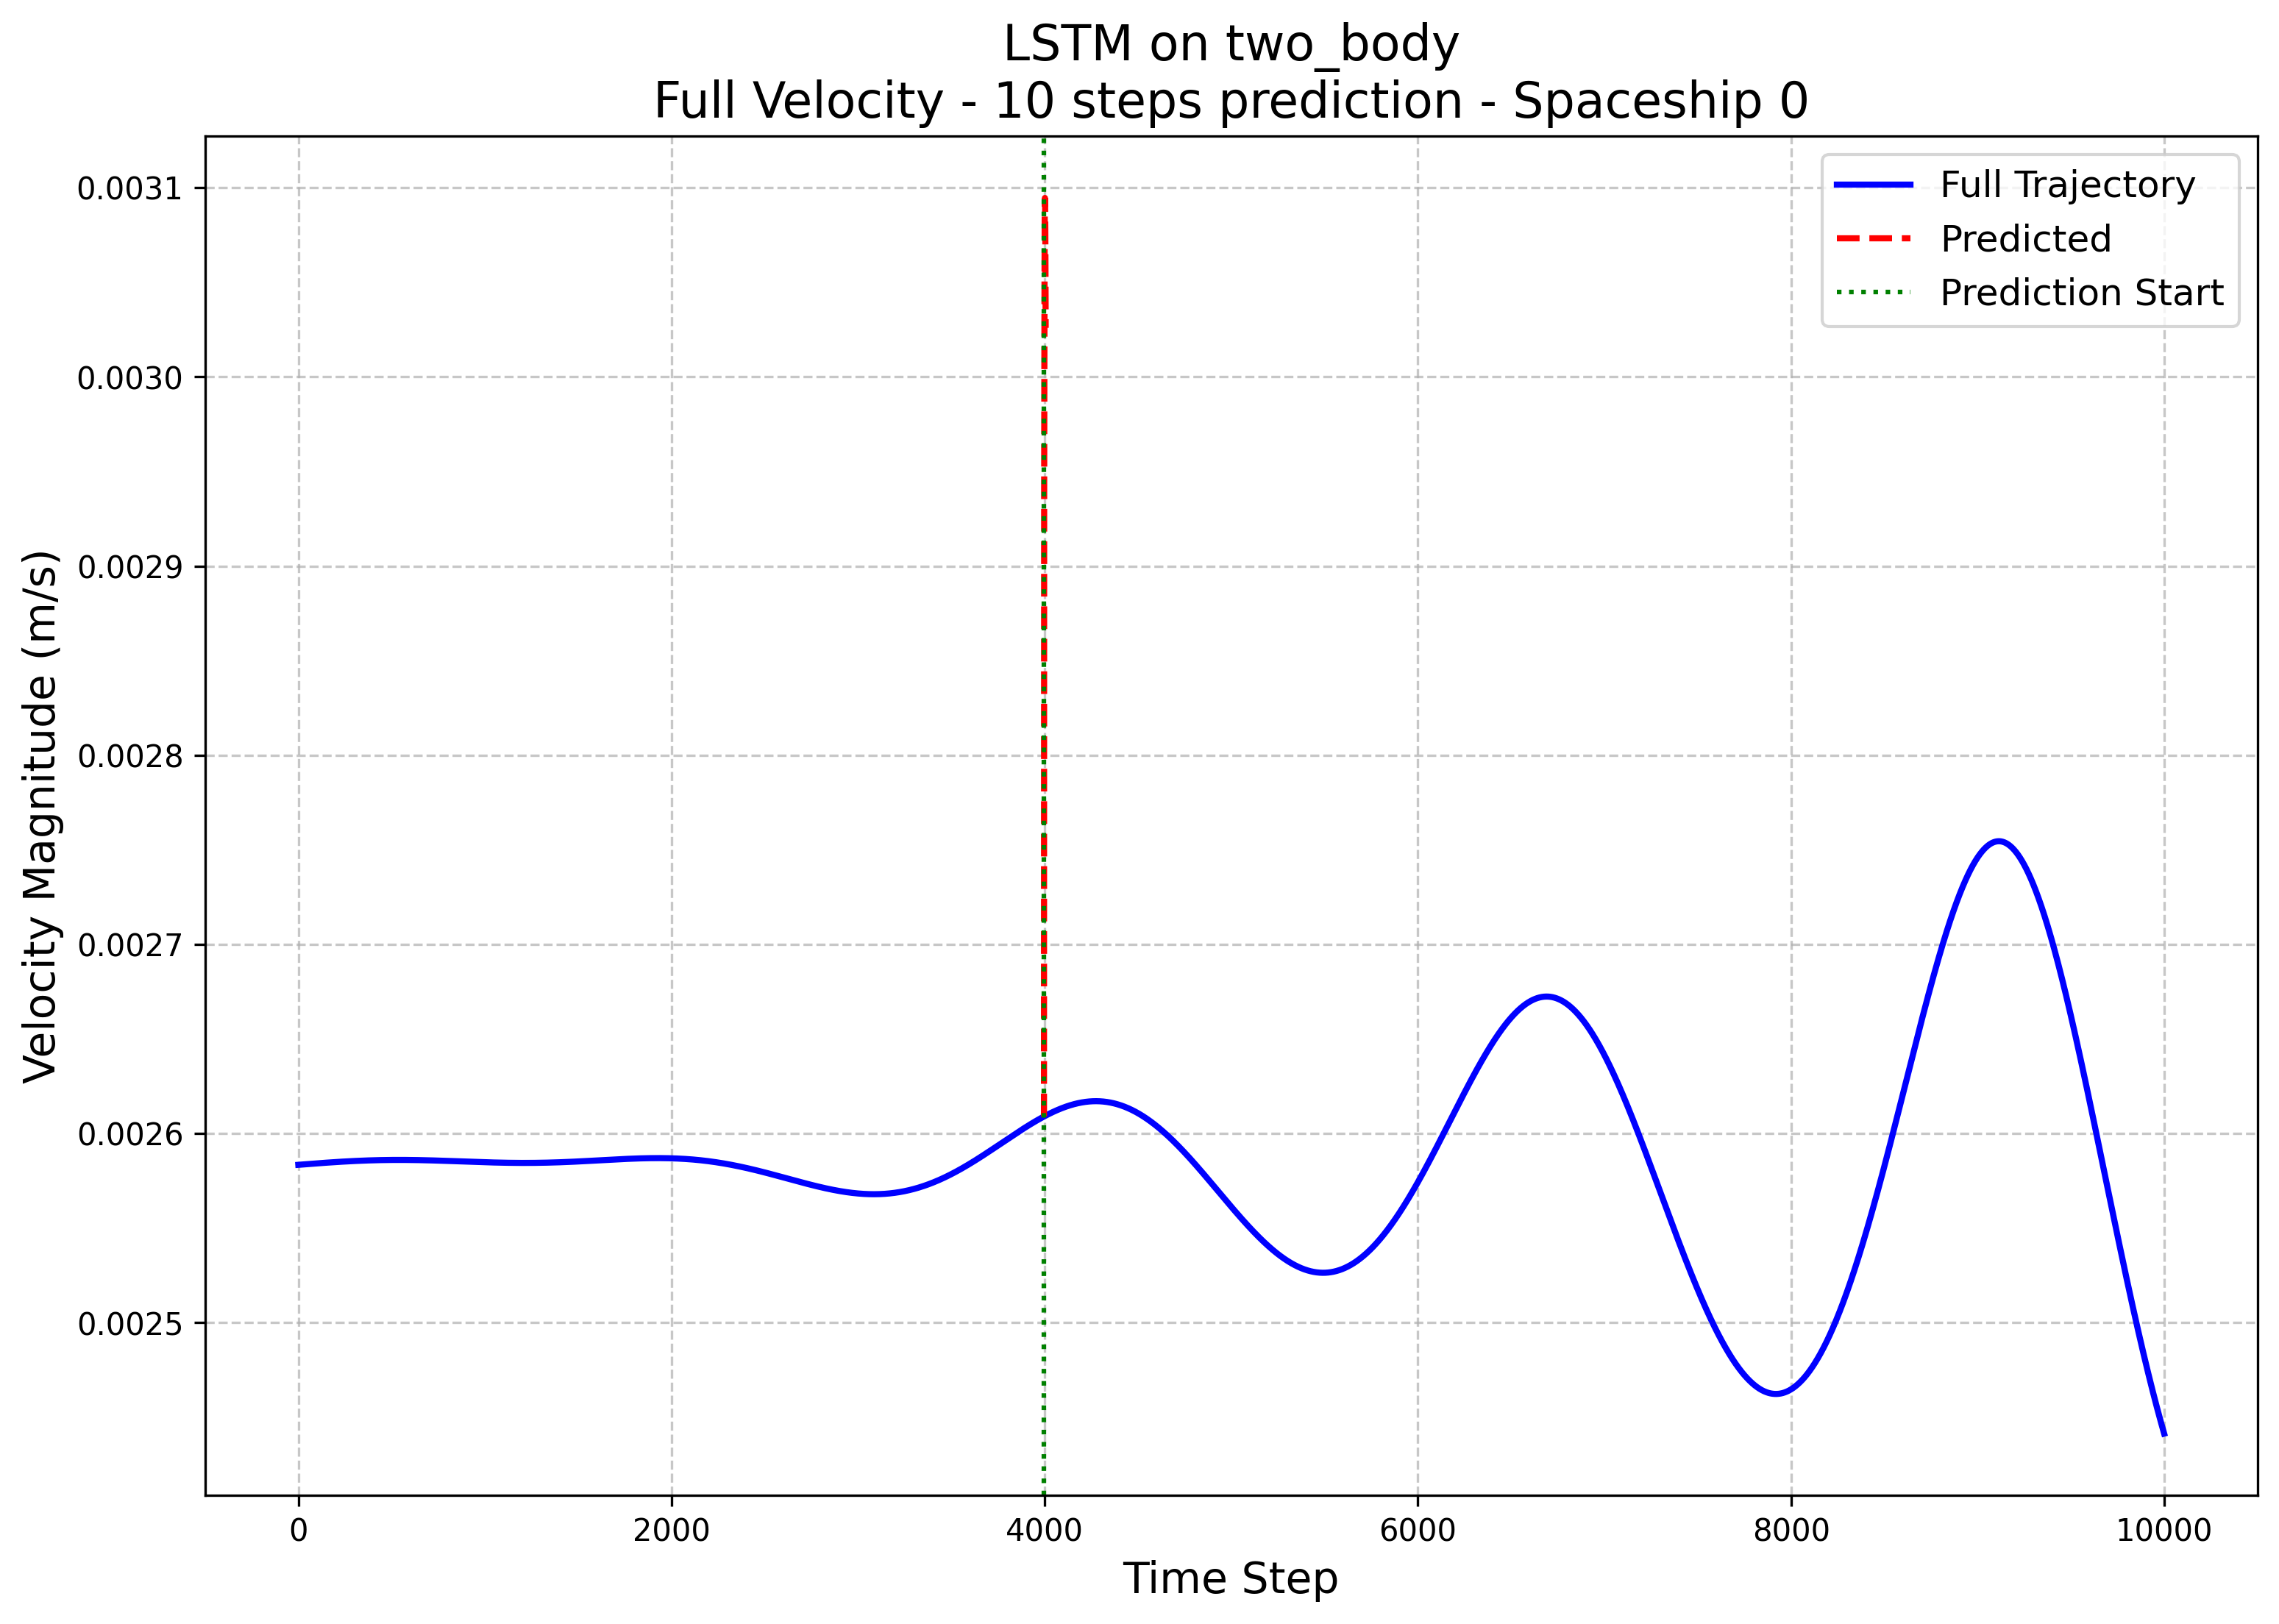 LSTM on two_body
Full Velocity - 10 steps prediction - Spaceship 0
Full Trajectory
Predicted
Prediction Start
Velocity Magnitude (m/s)
0.0031
0.0030
0.0029
0.0028
0.0027
0.0026
0.0025
0 2000 4000 6000 8000 10000
Time Step